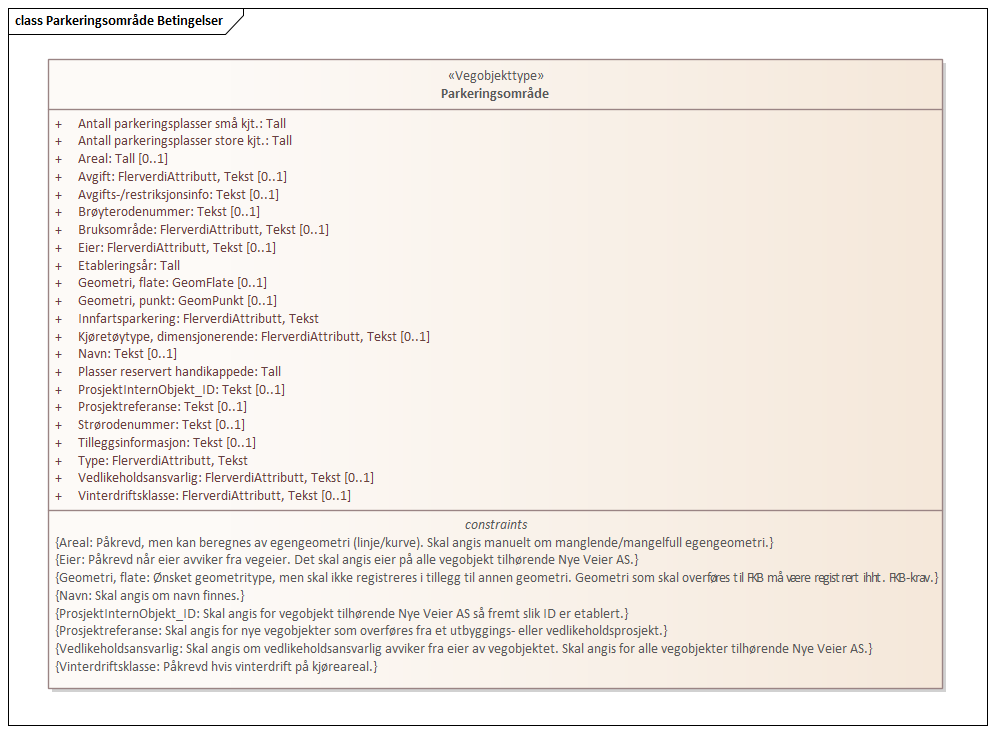 class Parkeringsområde Betingelser
«Vegobjekttype»
Parkeringsområde
+ Antall parkeringsplasser små kjt.: Tall
+ Antall parkeringsplasser store kjt.: Tall
+ Areal: Tall [0..1]
+ Avgift: FlerverdiAttributt, Tekst [0..1]
+ Avgifts-/restriksjonsinfo: Tekst [0..1]
+ Brøyterodenummer: Tekst [0..1]
+ Bruksområde: FlerverdiAttributt, Tekst [0..1]
+ Eier: FlerverdiAttributt, Tekst [0..1]
+ Etableringsår: Tall
+ Geometri, flate: GeomFlate [0..1]
+ Geometri, punkt: GeomPunkt [0..1]
+ Innfartsparkering: FlerverdiAttributt, Tekst
+ Kjøretøytype, dimensjonerende: FlerverdiAttributt, Tekst [0..1]
+ Navn: Tekst [0..1]
+ Plasser reservert handikappede: Tall
+ ProsjektInternObjekt_ID: Tekst [0..1]
+ Prosjektreferanse: Tekst [0..1]
+ Strørodenummer: Tekst [0..1]
+ Tilleggsinformasjon: Tekst [0..1]
+ Type: FlerverdiAttributt, Tekst
+ Vedlikeholdsansvarlig: FlerverdiAttributt, Tekst [0..1]
+ Vinterdriftsklasse: FlerverdiAttributt, Tekst [0..1]
constraints
{Areal: Påkrevd, men kan beregnes av egengeometri (linje/kurve). Skal angis manuelt om manglende/mangelfull egengeometri.}
{Eier: Påkrevd når eier avviker fra vegeier. Det skal angis eier på alle vegobjekt tilhørende Nye Veier AS.}
{Geometri, flate: Ønsket geometritype, men skal ikke registreres i tillegg til annen geometri. Geometri som skal overføres til FKB må være registrert ihht. FKB-krav.}
{Navn: Skal angis om navn finnes.}
{ProsjektInternObjekt_ID: Skal angis for vegobjekt tilhørende Nye Veier AS så fremt slik ID er etablert.}
{Prosjektreferanse: Skal angis for nye vegobjekter som overføres fra et utbyggings- eller vedlikeholdsprosjekt.}
{Vedlikeholdsansvarlig: Skal angis om vedlikeholdsansvarlig avviker fra eier av vegobjektet. Skal angis for alle vegobjekter tilhørende Nye Veier AS.}
{Vinterdriftsklasse: Påkrevd hvis vinterdrift på kjøreareal.}